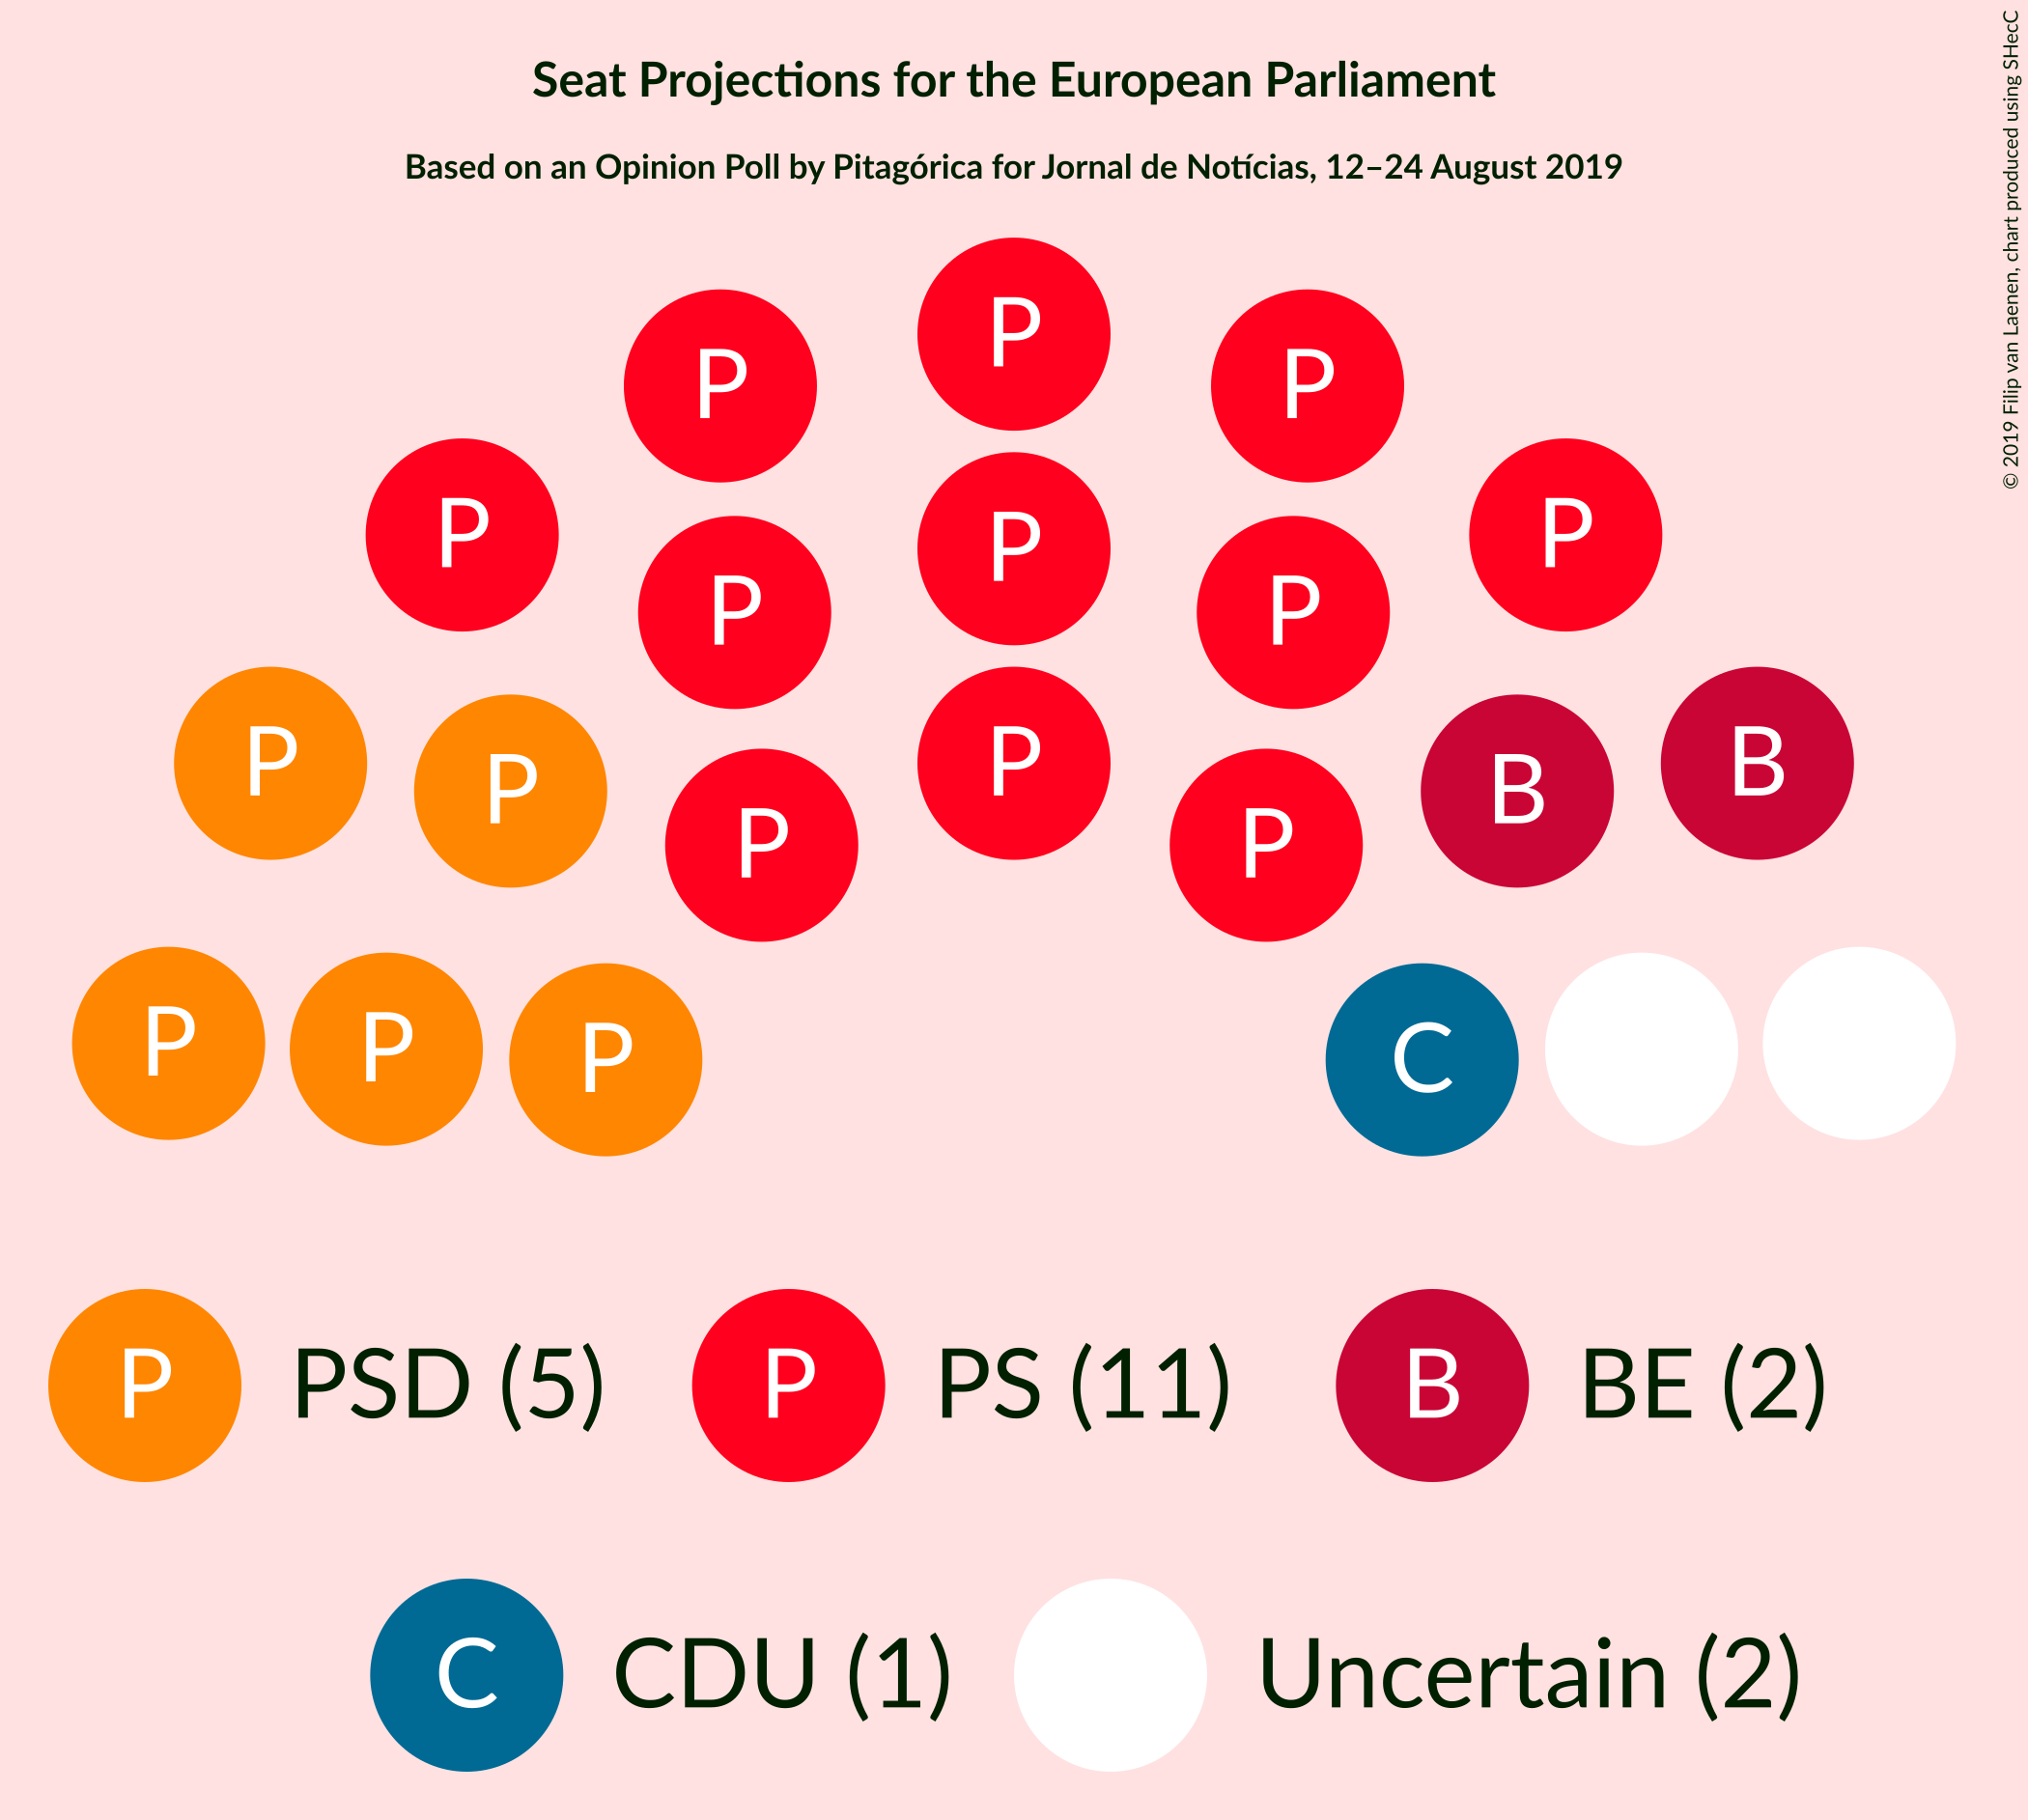 Seat Projections for the European Parliament
Based on an Opinion Poll by Pitagórica for Jornal de Notícias, 12–24 August 2019
© 2019 Filip van Laenen, chart produced using SHecC
P
P P
P P
P P
P
P B
P P
P B
P P
P C
P P
P PSD (5) P PS (11) B BE (2)
C CDU (1) Uncertain (2)